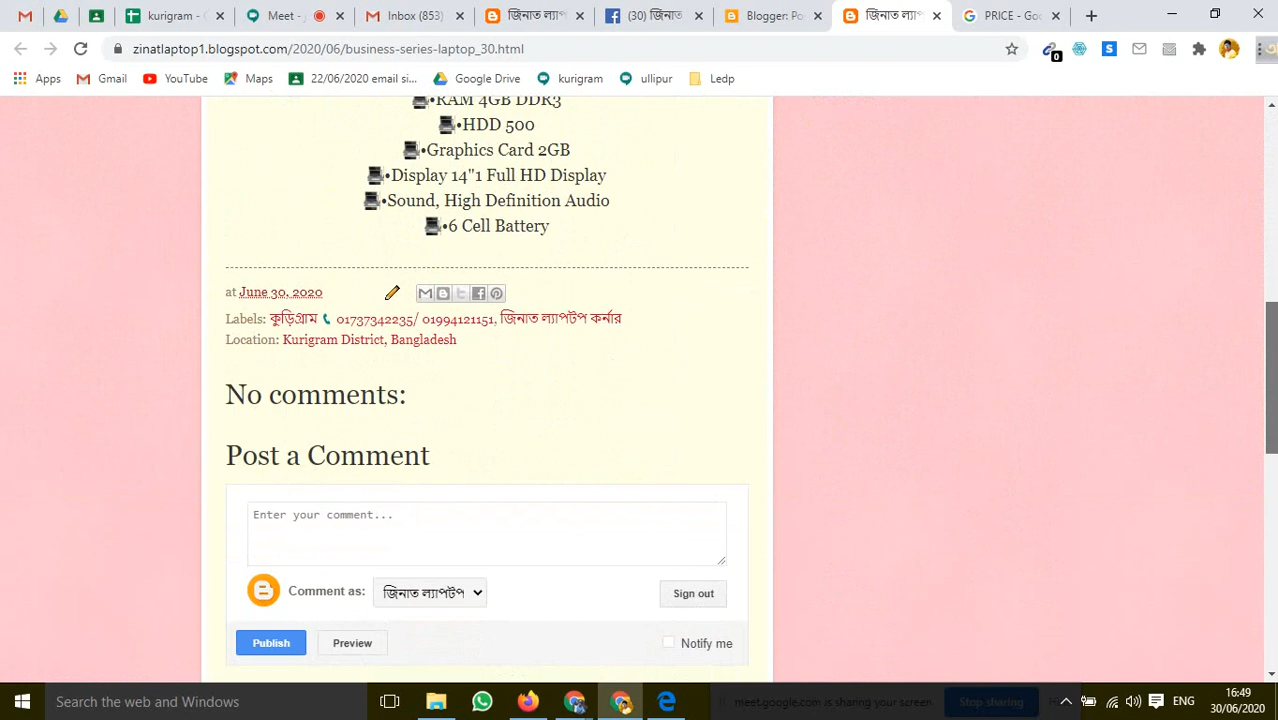 kurigram - C
Meet -
Inbox (853)
জিনাত ল্যাপ
(30) জিনাত
Blogger: Po
জিনাত ল্যাপ
PRICE - Goo
zinatlaptop1.blogspot.com/2020/06/business-series-laptop_30.html
0
Apps
Gmail
YouTube
Maps
22/06/2020 email si...
Google Drive
kurigram
ullipur
Ledp
•RAM 4GB DDR3
•HDD 500
•Graphics Card 2GB
•Display 14"1 Full HD Display
•Sound, High Definition Audio
•6 Cell Battery
at June 30, 2020
Labels: কুড়িগ্রাম 📞 01737342235/ 01994121151, জিনাত ল্যাপটপ কর্নার
Location: Kurigram District, Bangladesh
No comments:
Post a Comment
Enter your comment...
Comment as: জিনাত ল্যাপটপ
Sign out
Publish
Preview
Notify me
Search the web and Windows
meet.google.com is sharing your screen
Stop sharing
ENG
16:49
30/06/2020